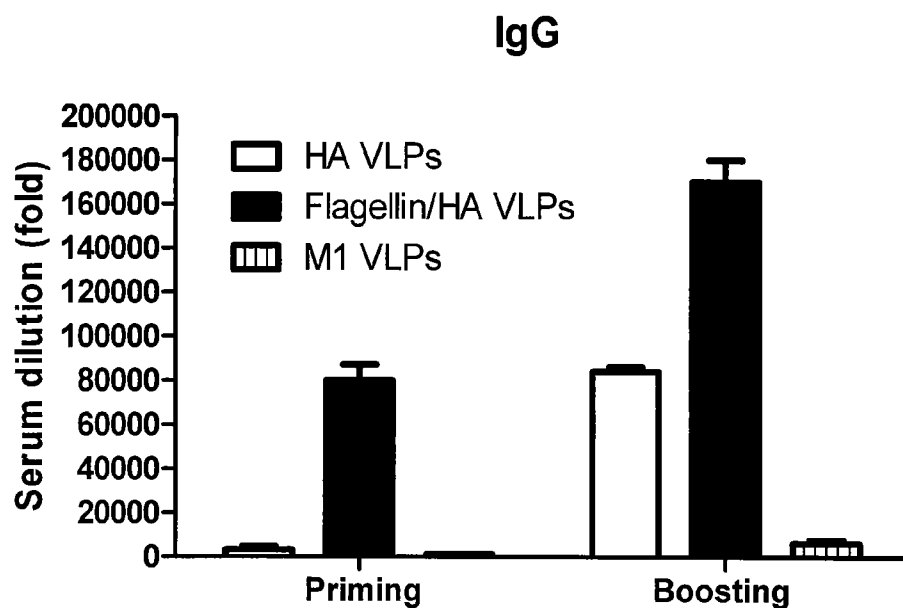 IgG
Serum dilution (fold)
200000
180000
160000
140000
120000
100000
80000
60000
40000
20000
0
HA VLPs
Flagellin/HA VLPs
M1 VLPs
Priming
Boosting